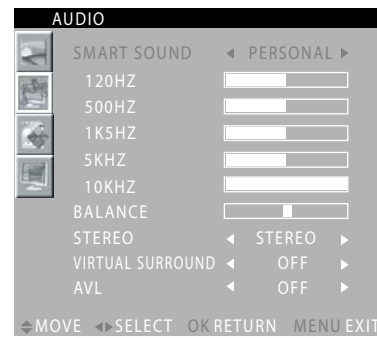 AUDIO
SMART SOUND PERSONAL
120HZ
500HZ
1K5HZ
5KHZ
10KHZ
BALANCE
STEREO STEREO
VIRTUAL SURROUND OFF
AVL OFF
MOVE SELECT OK RETURN MENU EXIT